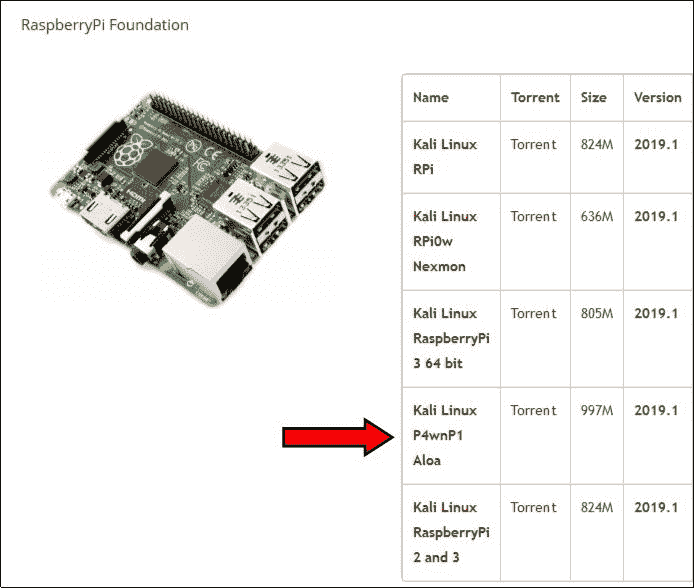 RaspberryPi Foundation
Name Torrent Size Version
Kali Linux Torrent 824M 2019.1
RPi
Kali Linux Torrent 636M 2019.1
RPi0w
Nexmon
Kali Linux Torrent 805M 2019.1
RaspberryPi
3 64 bit
Kali Linux Torrent 997M 2019.1
P4wnP1
Aloa
Kali Linux Torrent 824M 2019.1
RaspberryPi
2 and 3